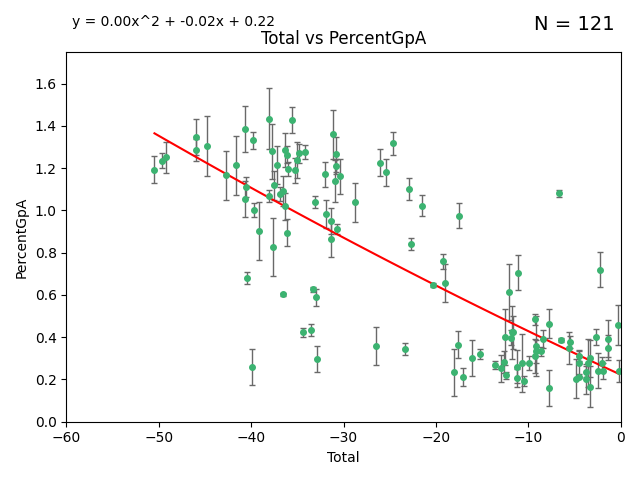 y = 0.00x^2 + -0.02x + 0.22
N = 121
Total vs PercentGpA
PercentGpA
1.6
1.4
1.2
1.0
0.8
0.6
0.4
0.2
0.0
−60 −50 −40 −30 −20 −10 0
Total